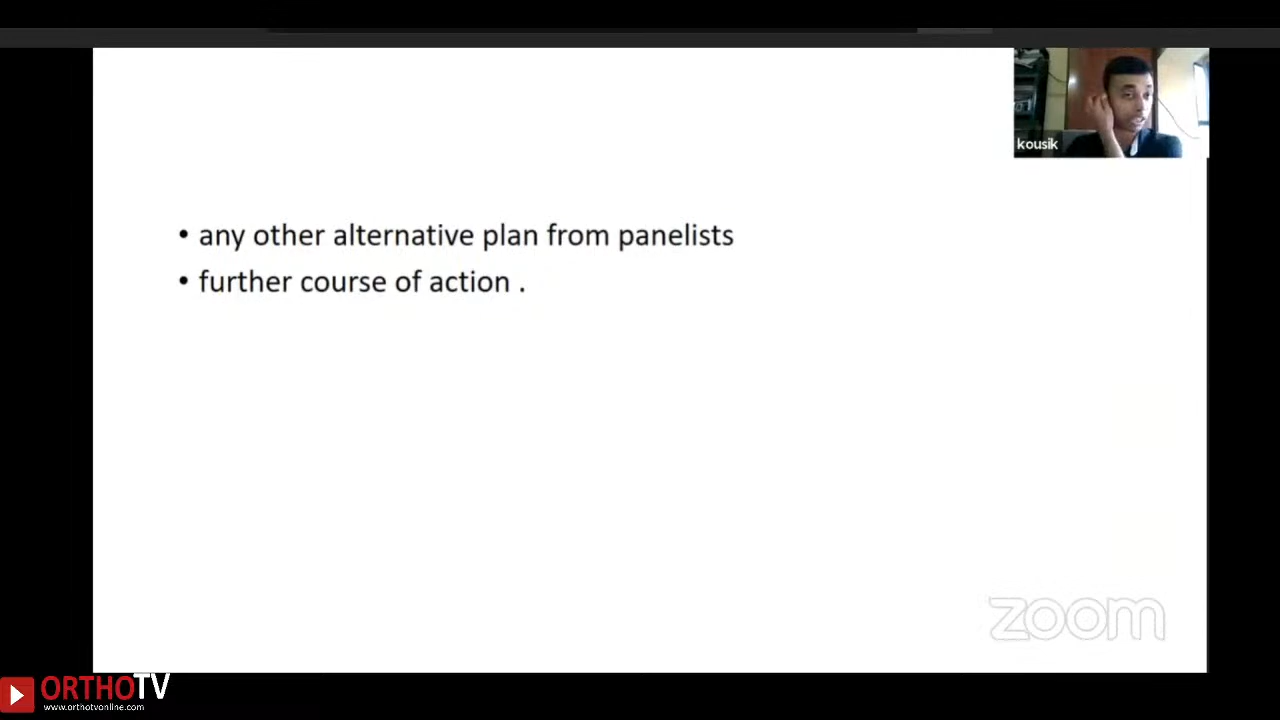 kousik
• any other alternative plan from panelists
• further course of action .
zoom
ORTHOTV
www.orthotvonline.com